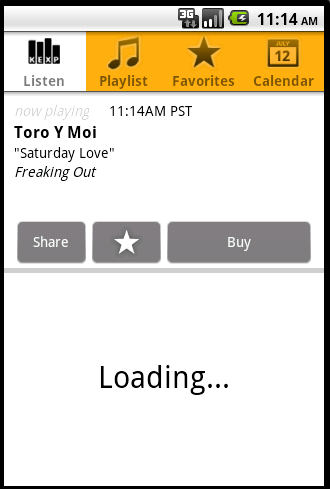 3G 11:14 AM
KEXP JULY 12
Listen Playlist Favorites Calendar
now playing 11:14AM PST
Toro Y Moi
"Saturday Love"
Freaking Out
Share Buy
Loading...